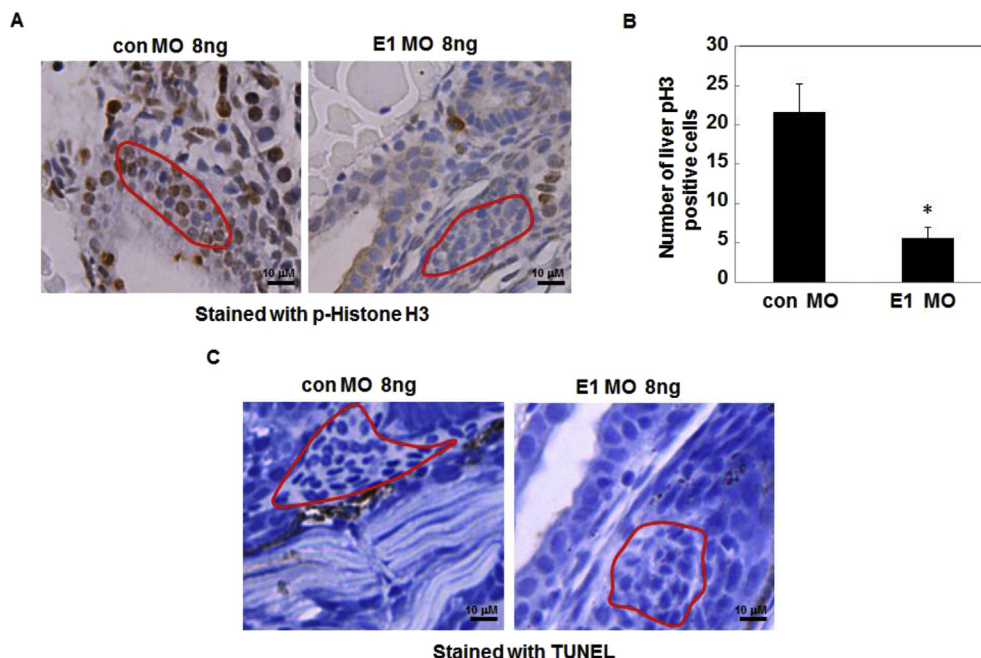 A
con MO 8ng
E1 MO 8ng
10 µM
10 µM
Stained with p-Histone H3
B
Number of liver pH3
positive cells
30
25
20
15
10
5
0
*
con MO
E1 MO
C
con MO 8ng
E1 MO 8ng
10 µM
10 µM
Stained with TUNEL